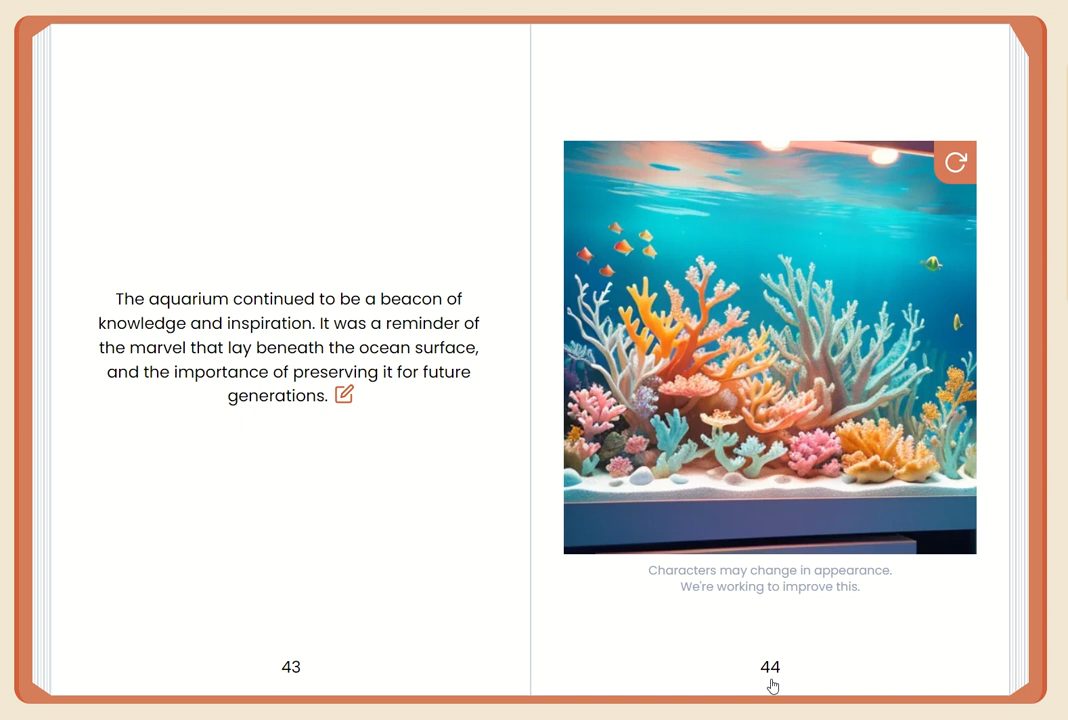 The aquarium continued to be a beacon of
knowledge and inspiration. It was a reminder of
the marvel that lay beneath the ocean surface,
and the importance of preserving it for future
generations.
43
Characters may change in appearance.
We're working to improve this.
44